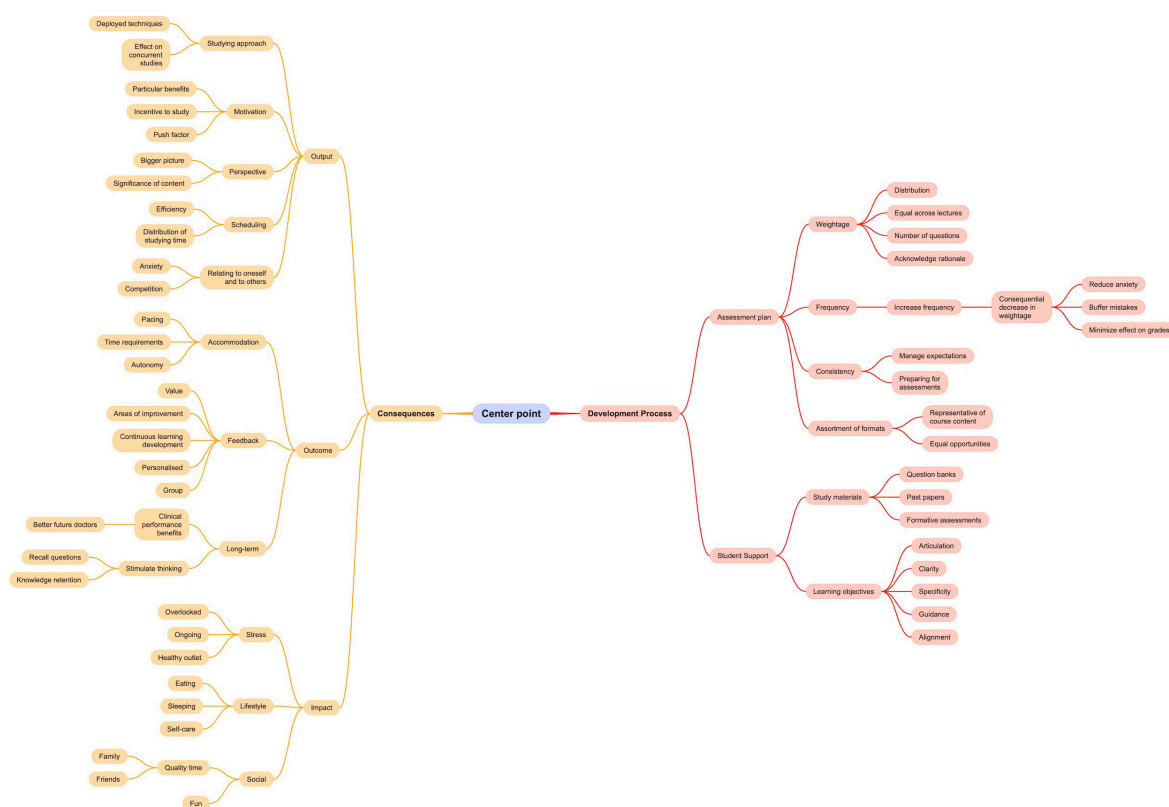 Center point
Consequences
Output
Studying approach
Deployed techniques
Effect on
concurrent
studies
Motivation
Particular benefits
Incentive to study
Push factor
Perspective
Bigger picture
Significance of content
Scheduling
Efficiency
Distribution of
studying time
Relating to oneself
and to others
Anxiety
Competition
Outcome
Accommodation
Pacing
Time requirements
Autonomy
Feedback
Value
Areas of improvement
Continuous learning
development
Personalised
Group
Long-term
Clinical
performance
benefits
Better future doctors
Stimulate thinking
Recall questions
Knowledge retention
Impact
Stress
Overlooked
Ongoing
Healthy outlet
Lifestyle
Eating
Sleeping
Self-care
Social
Quality time
Family
Friends
Fun
Development Process
Assessment plan
Weightage
Distribution
Equal across lectures
Number of questions
Acknowledge rationale
Frequency
Increase frequency
Consequential
decrease in
weightage
Reduce anxiety
Buffer mistakes
Minimize effect on grades
Consistency
Manage expectations
Preparing for
assessments
Assortment of formats
Representative of
course content
Equal opportunities
Student Support
Study materials
Question banks
Past papers
Formative assessments
Learning objectives
Articulation
Clarity
Specificity
Guidance
Alignment